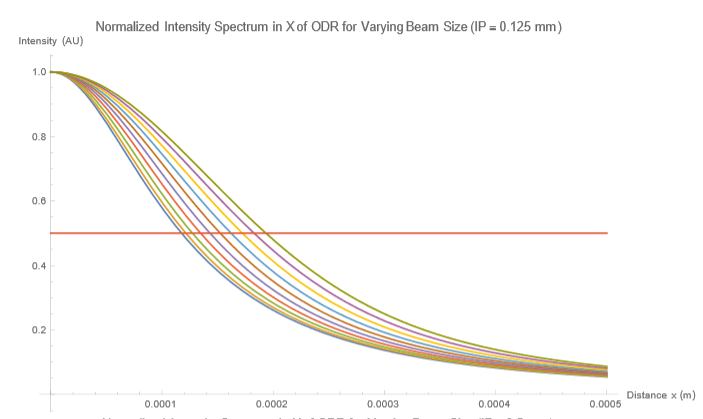 Normalized Intensity Spectrum in X of ODR for Varying Beam Size (IP = 0.125 mm)
Intensity (AU)
1.0
0.8
0.6
0.4
0.2
0.0001 0.0002 0.0003 0.0004 0.0005 Distance x (m)